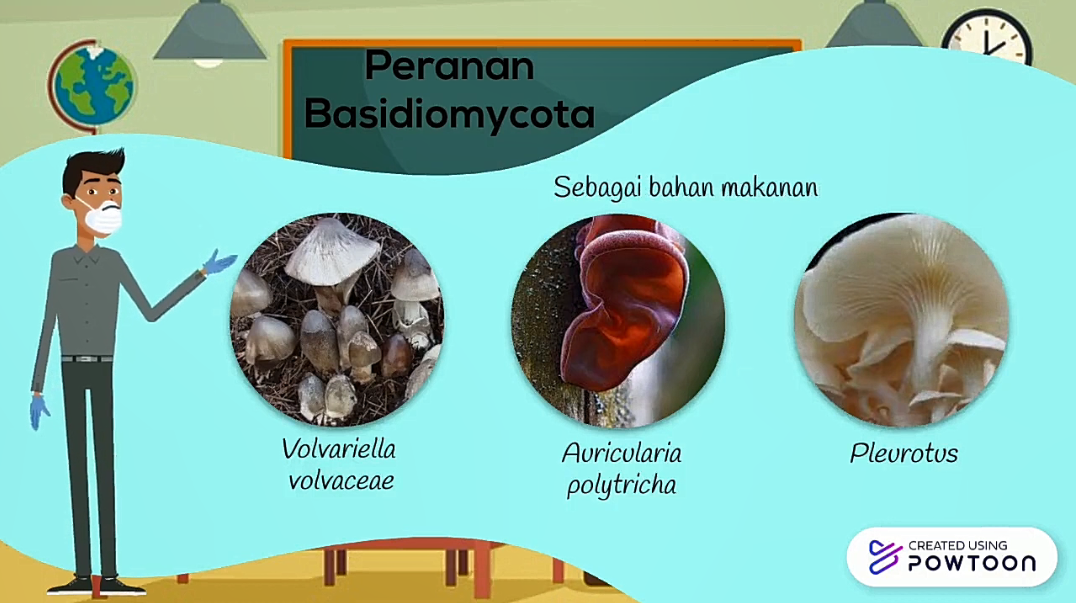 Peranan
Basidiomycota
Sebagai bahan makanan
Volvariella
volvaceae
Auricularia
polytricha
Pleurotus
CREATED USING
POWTOON